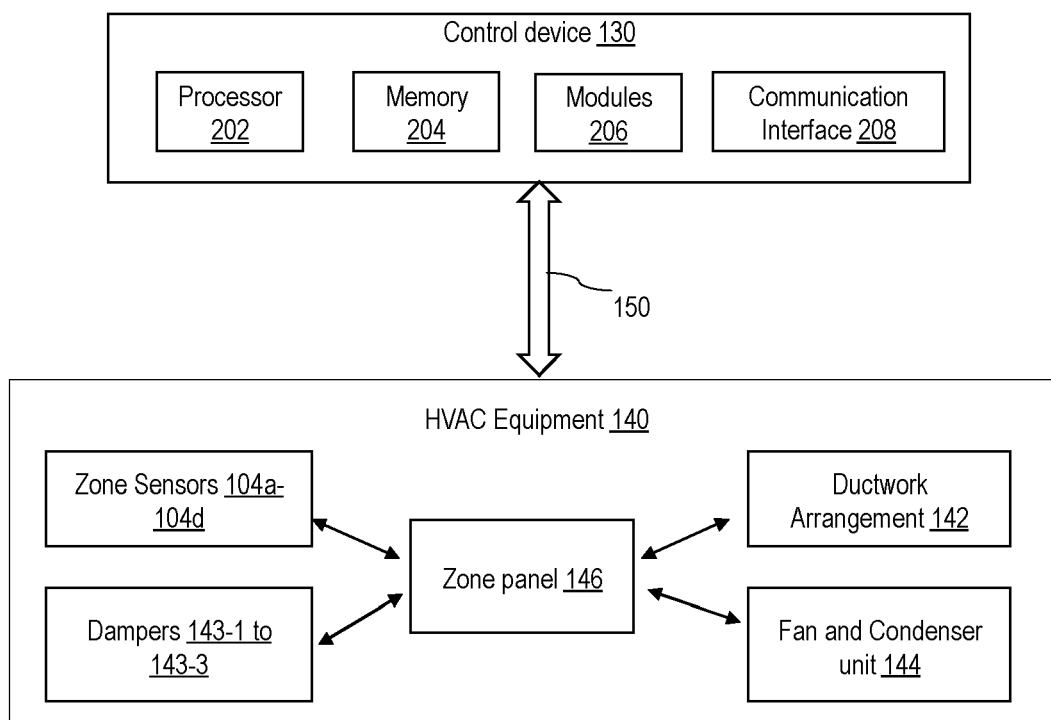 Control device 130
Processor
202
Memory
204
Modules
206
Communication
Interface 208
150
HVAC Equipment 140
Zone Sensors 104a-
104d
Ductwork
Arrangement 142
Zone panel 146
Dampers 143-1 to
143-3
Fan and Condenser
unit 144